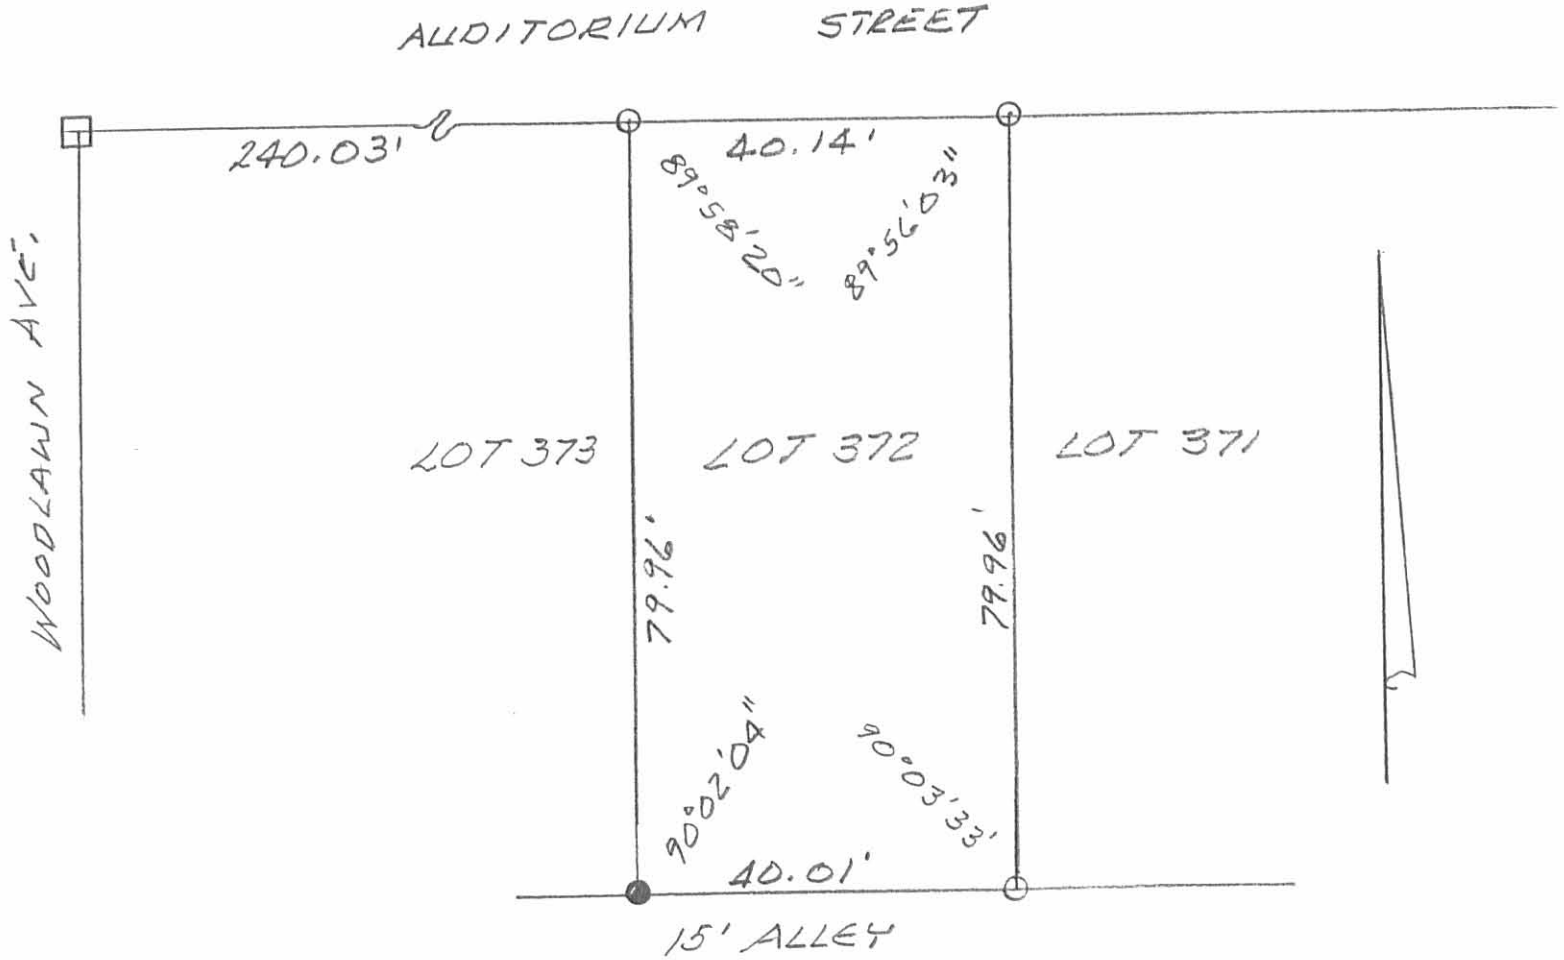 AUDITORIUM STREET
240.03'
40.14'
89°58'20"
89°56'03"
WOODLAWN AVE.
LOT 373
LOT 372
LOT 371
79.96'
79.96'
90°02'04"
90°03'33'
40.01'
15' ALLEY